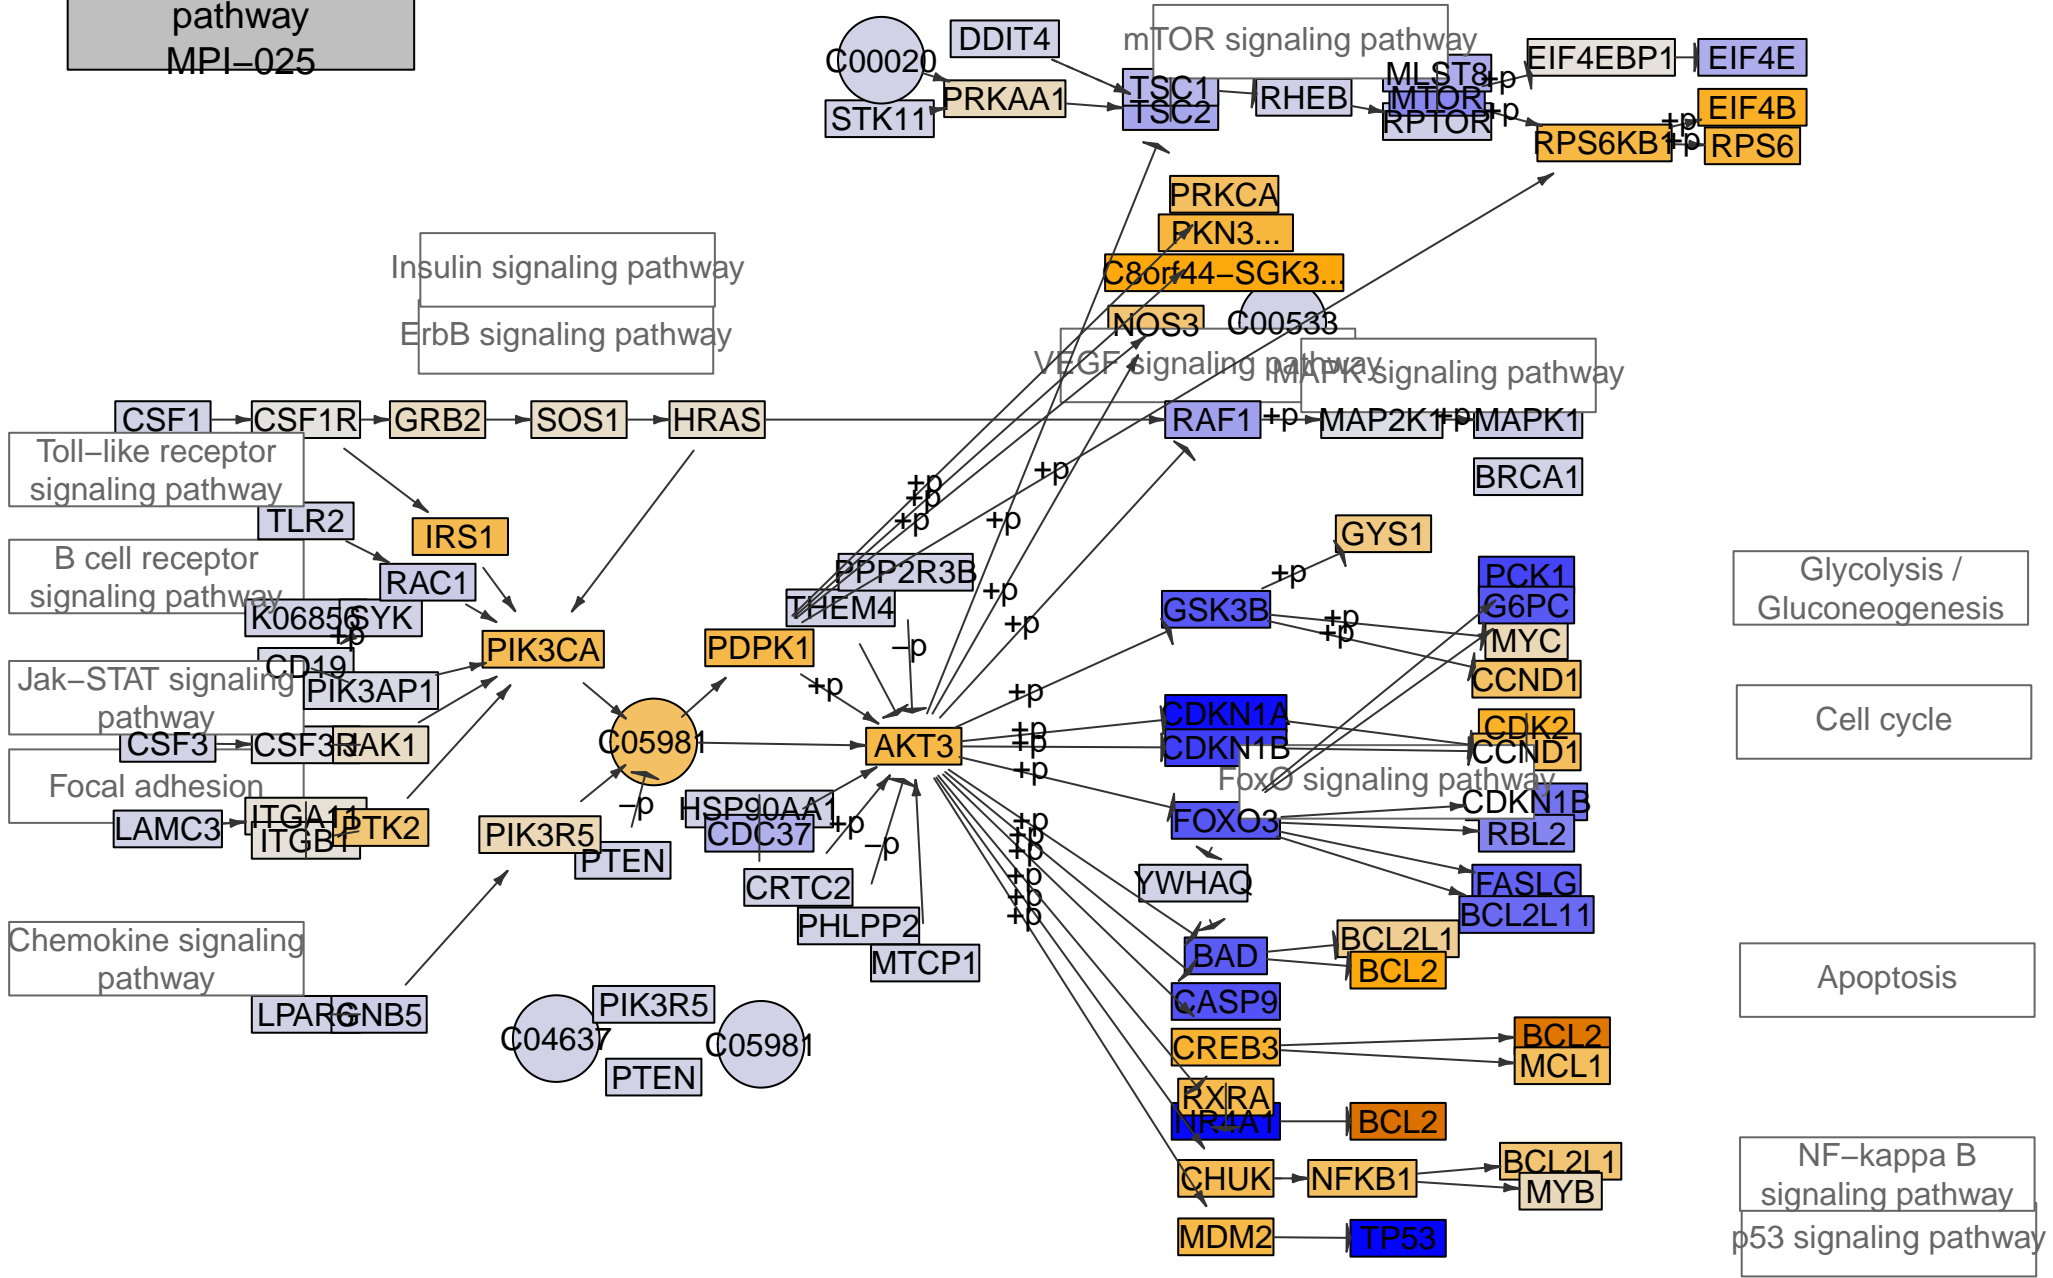 pathway
MPI–025
C00020
DDIT4
STK11
PRKAA1
mTOR signaling pathway
TSC1
TSC2
RHEB
MLST8
MTOR
RPTOR
+p
+p
EIF4EBP1
EIF4E
EIF4B
RPS6KB1
+p
+p
RPS6
PRKCA
PKN3...
C8orf44–SGK3...
NOS3
C00533
Insulin signaling pathway
ErbB signaling pathway
VEGF signaling pathway
MAPK signaling pathway
CSF1
CSF1R
GRB2
SOS1
HRAS
RAF1
+p
MAP2K1
+p
MAPK1
BRCA1
Toll–like receptor
signaling pathway
TLR2
IRS1
B cell receptor
signaling pathway
RAC1
K06856
SYK
+p
CD19
PIK3AP1
PIK3CA
Jak–STAT signaling
pathway
CSF3
CSF3R
JAK1
Focal adhesion
LAMC3
ITGA11
ITGB1
PTK2
C05981
PDPK1
+p
THEM4
PPP2R3B
–p
AKT3
+p
+p
+p
+p
+p
+p
+p
GSK3B
+p
GYS1
+p
+p
PCK1
G6PC
MYC
CCND1
Glycolysis /
Gluconeogenesis
+p
+p
+p
+p
CDKN1A
CDKN1B
CDK2
CCND1
Cell cycle
FoxO signaling pathway
FOXO3
CDKN1B
RBL2
FASLG
BCL2L11
PIK3R5
PTEN
–p
HSP90AA1
CDC37
+p
–p
CRTC2
PHLPP2
MTCP1
+p
+p
+p
+p
+p
+p
YWHAQ
BAD
BCL2L1
BCL2
Apoptosis
CASP9
Chemokine signaling
pathway
LPAR6
GNB5
C04637
PIK3R5
PTEN
C05981
CREB3
BCL2
MCL1
RXRA
NR4A1
BCL2
CHUK
NFKB1
BCL2L1
MYB
NF–kappa B
signaling pathway
MDM2
TP53
p53 signaling pathway